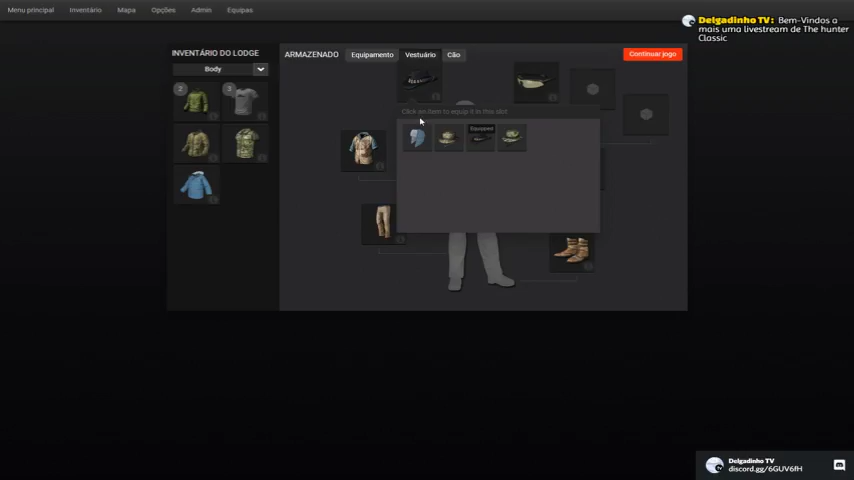 Menu principal Inventário Mapa Opções Admin Equipas
Delgadinho TV : Bem-Vindos a
mais uma livestream de The hunter
Classic
INVENTÁRIO DO LODGE
Body
2
3
ARMAZENADO Equipamento Vestuário Cão Continuar jogo
Click an item to equip it in this slot
Equipped
Delgadinho TV
discord.gg/6GUV6fH